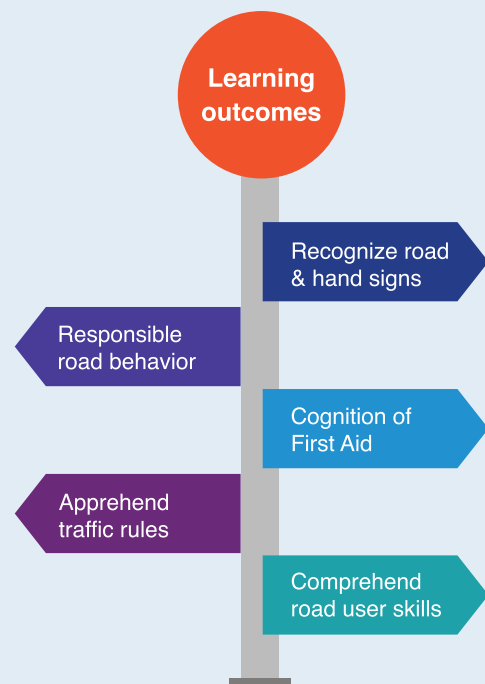 Learning
outcomes
Recognize road
& hand signs
Responsible
road behavior
Cognition of
First Aid
Apprehend
traffic rules
Comprehend
road user skills